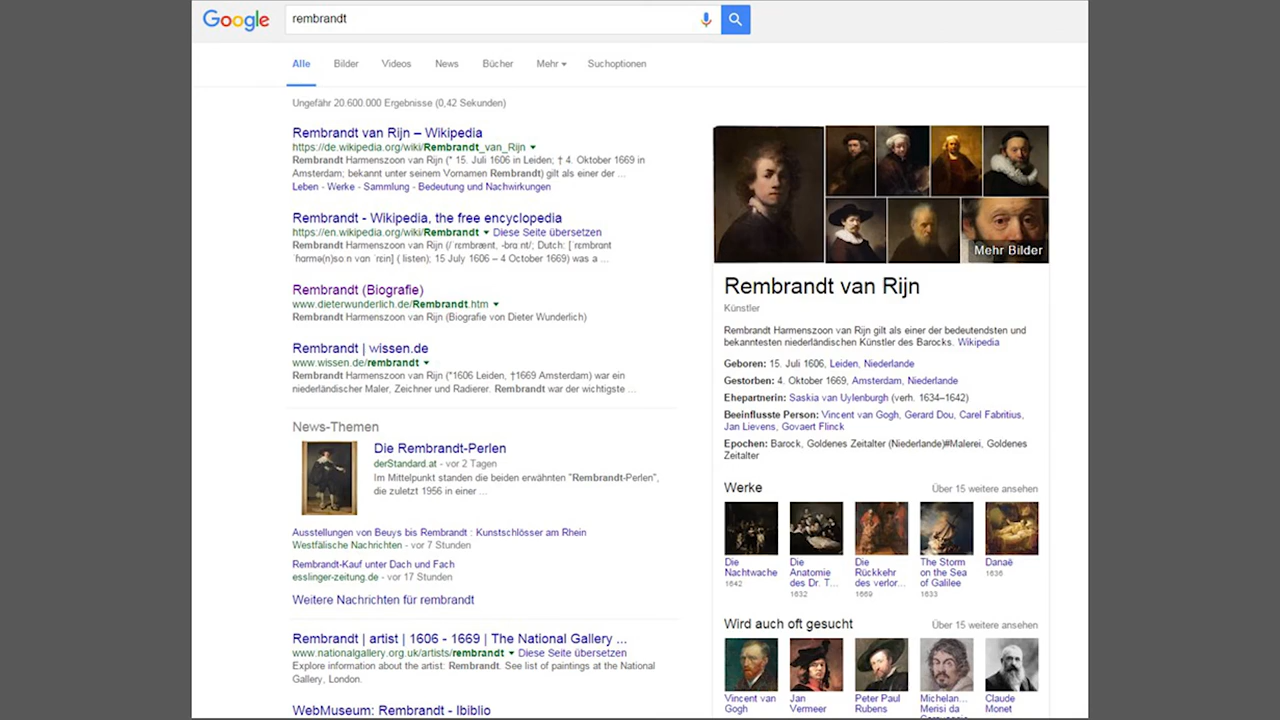 Google
rembrandt
Alle Bilder Videos News Bücher Mehr Suchoptionen
Ungefähr 20.600.000 Ergebnisse (0,42 Sekunden)
Rembrandt van Rijn – Wikipedia
https://de.wikipedia.org/wiki/Rembrandt_van_Rijn
Rembrandt Harmenszoon van Rijn (* 15. Juli 1606 in Leiden; † 4. Oktober 1669 in
Amsterdam; bekannt unter seinem Vornamen Rembrandt) gilt als einer der ...
Leben - Werke - Sammlung - Bedeutung und Nachwirkungen
Rembrandt - Wikipedia, the free encyclopedia
https://en.wikipedia.org/wiki/Rembrandt Diese Seite übersetzen
Rembrandt Harmenszoon van Rijn (/ˈrɛmbrænt, -brɑːnt/; Dutch: [ˈrɛmbrɑnt
ˈɦɑrmə(n)soːn vɑn ˈrɛin] ( listen); 15 July 1606 – 4 October 1669) was a ...
Rembrandt (Biografie)
www.dieterwunderlich.de/Rembrandt.htm
Rembrandt Harmenszoon van Rijn (Biografie von Dieter Wunderlich)
Rembrandt | wissen.de
www.wissen.de/rembrandt
Rembrandt Harmenszoon van Rijn (*1606 Leiden, †1669 Amsterdam) war ein
niederländischer Maler, Zeichner und Radierer. Rembrandt war der wichtigste ...
News-Themen
Die Rembrandt-Perlen
derStandard.at - vor 2 Tagen
Im Mittelpunkt standen die beiden erwähnten "Rembrandt-Perlen",
die zuletzt 1956 in einer ...
Ausstellungen von Beuys bis Rembrandt : Kunstschlösser am Rhein
Westfälische Nachrichten - vor 7 Stunden
Rembrandt-Kauf unter Dach und Fach
esslinger-zeitung.de - vor 17 Stunden
Weitere Nachrichten für rembrandt
Rembrandt | artist | 1606 - 1669 | The National Gallery ...
www.nationalgallery.org.uk/artists/rembrandt Diese Seite übersetzen
Explore information about the artist: Rembrandt. See list of paintings at the National
Gallery, London.
WebMuseum: Rembrandt - Ibiblio
Mehr Bilder
Rembrandt van Rijn
Künstler
Rembrandt Harmenszoon van Rijn gilt als einer der bedeutendsten und
bekanntesten niederländischen Künstler des Barocks. Wikipedia
Geboren: 15. Juli 1606, Leiden, Niederlande
Gestorben: 4. Oktober 1669, Amsterdam, Niederlande
Ehepartnerin: Saskia van Uylenburgh (verh. 1634–1642)
Beeinflusste Person: Vincent van Gogh, Gerard Dou, Carel Fabritius,
Jan Lievens, Govaert Flinck
Epochen: Barock, Goldenes Zeitalter (Niederlande)#Malerei, Goldenes
Zeitalter
Werke Über 15 weitere ansehen
Die Die Die The Storm Danaë
Nachtwache Anatomie Rückkehr on the Sea 1636
1642 des Dr. T... des verlor... of Galilee
1632 1669 1633
Wird auch oft gesucht Über 15 weitere ansehen
Vincent van Jan Peter Paul Michelan... Claude
Gogh Vermeer Rubens Merisi da Monet